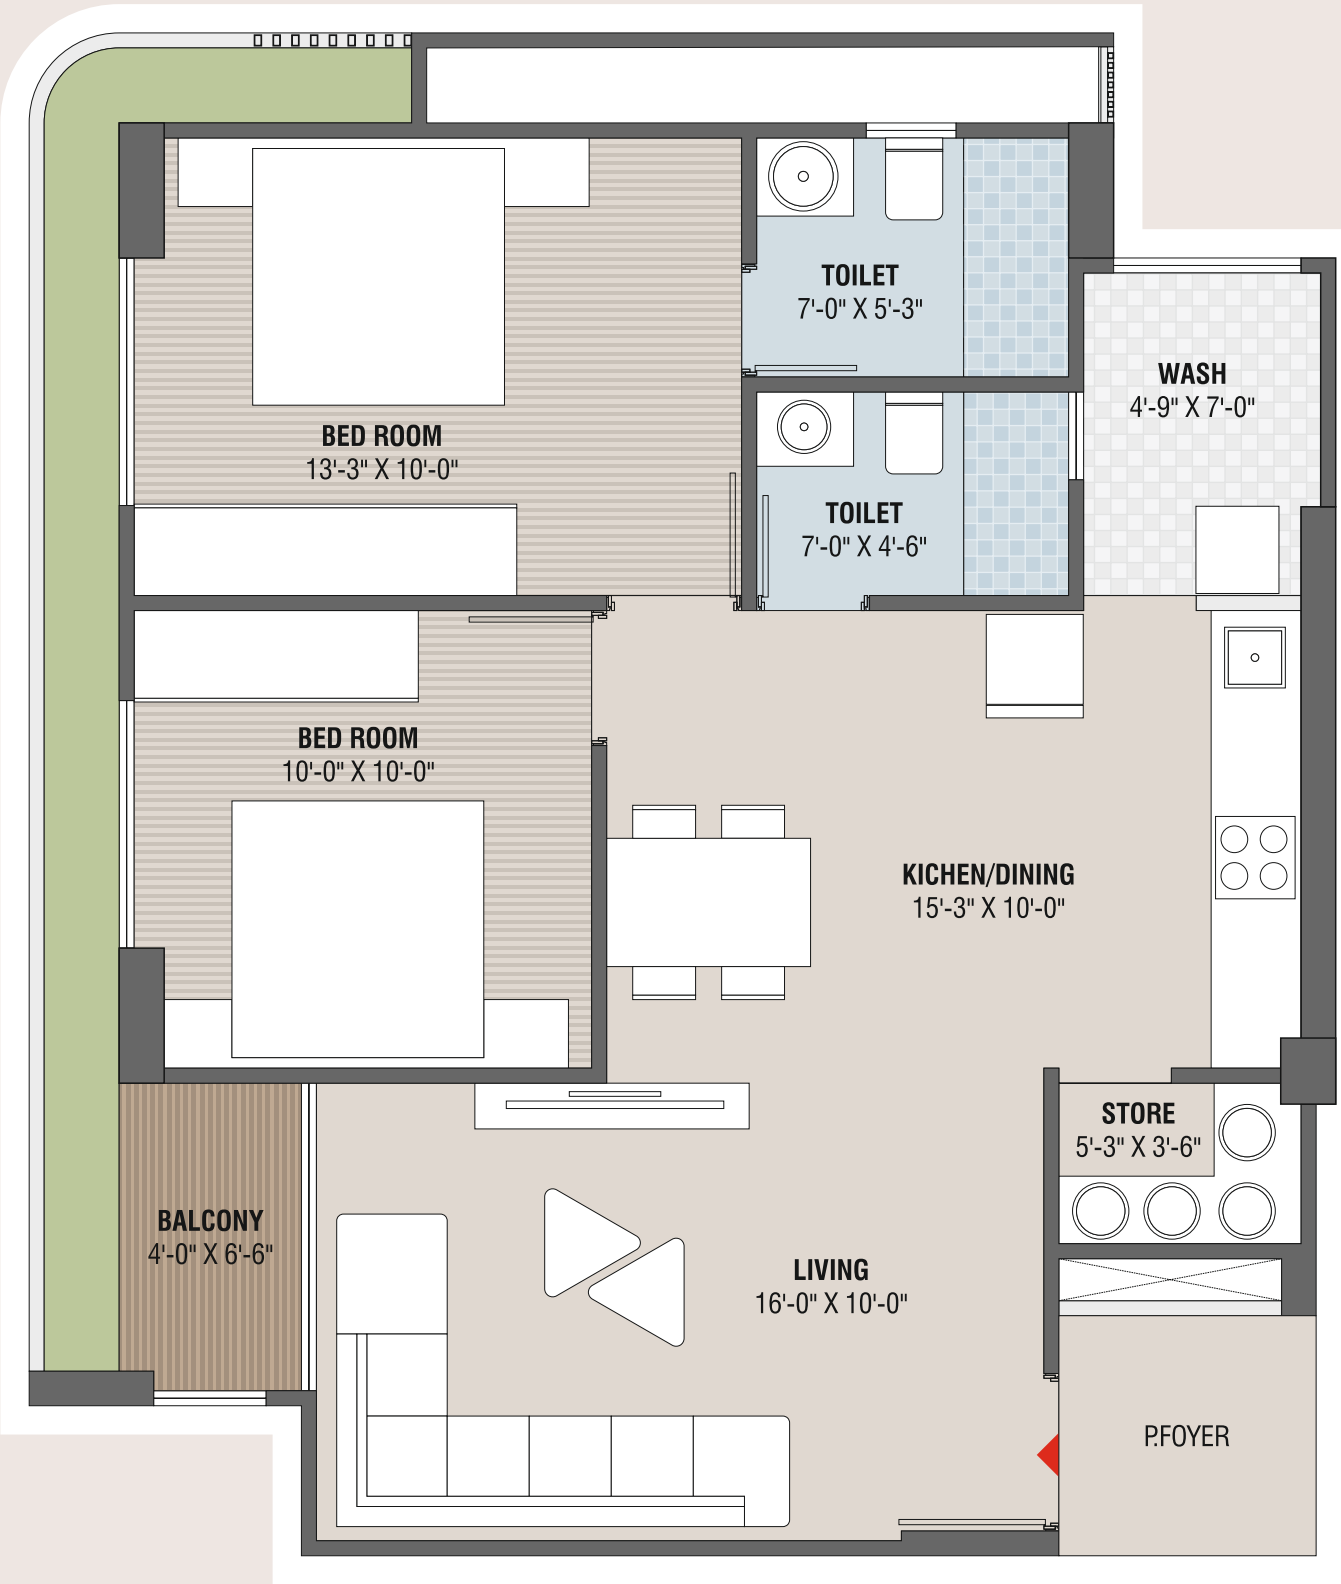 TOILET
7'-0" X 5'-3"
WASH
4'-9" X 7'-0"
BED ROOM
13'-3" X 10'-0"
TOILET
7'-0" X 4'-6"
BED ROOM
10'-0" X 10'-0"
KICHEN/DINING
15'-3" X 10'-0"
STORE
5'-3" X 3'-6"
BALCONY
4'-0" X 6'-6"
LIVING
16'-0" X 10'-0"
P.FOYER